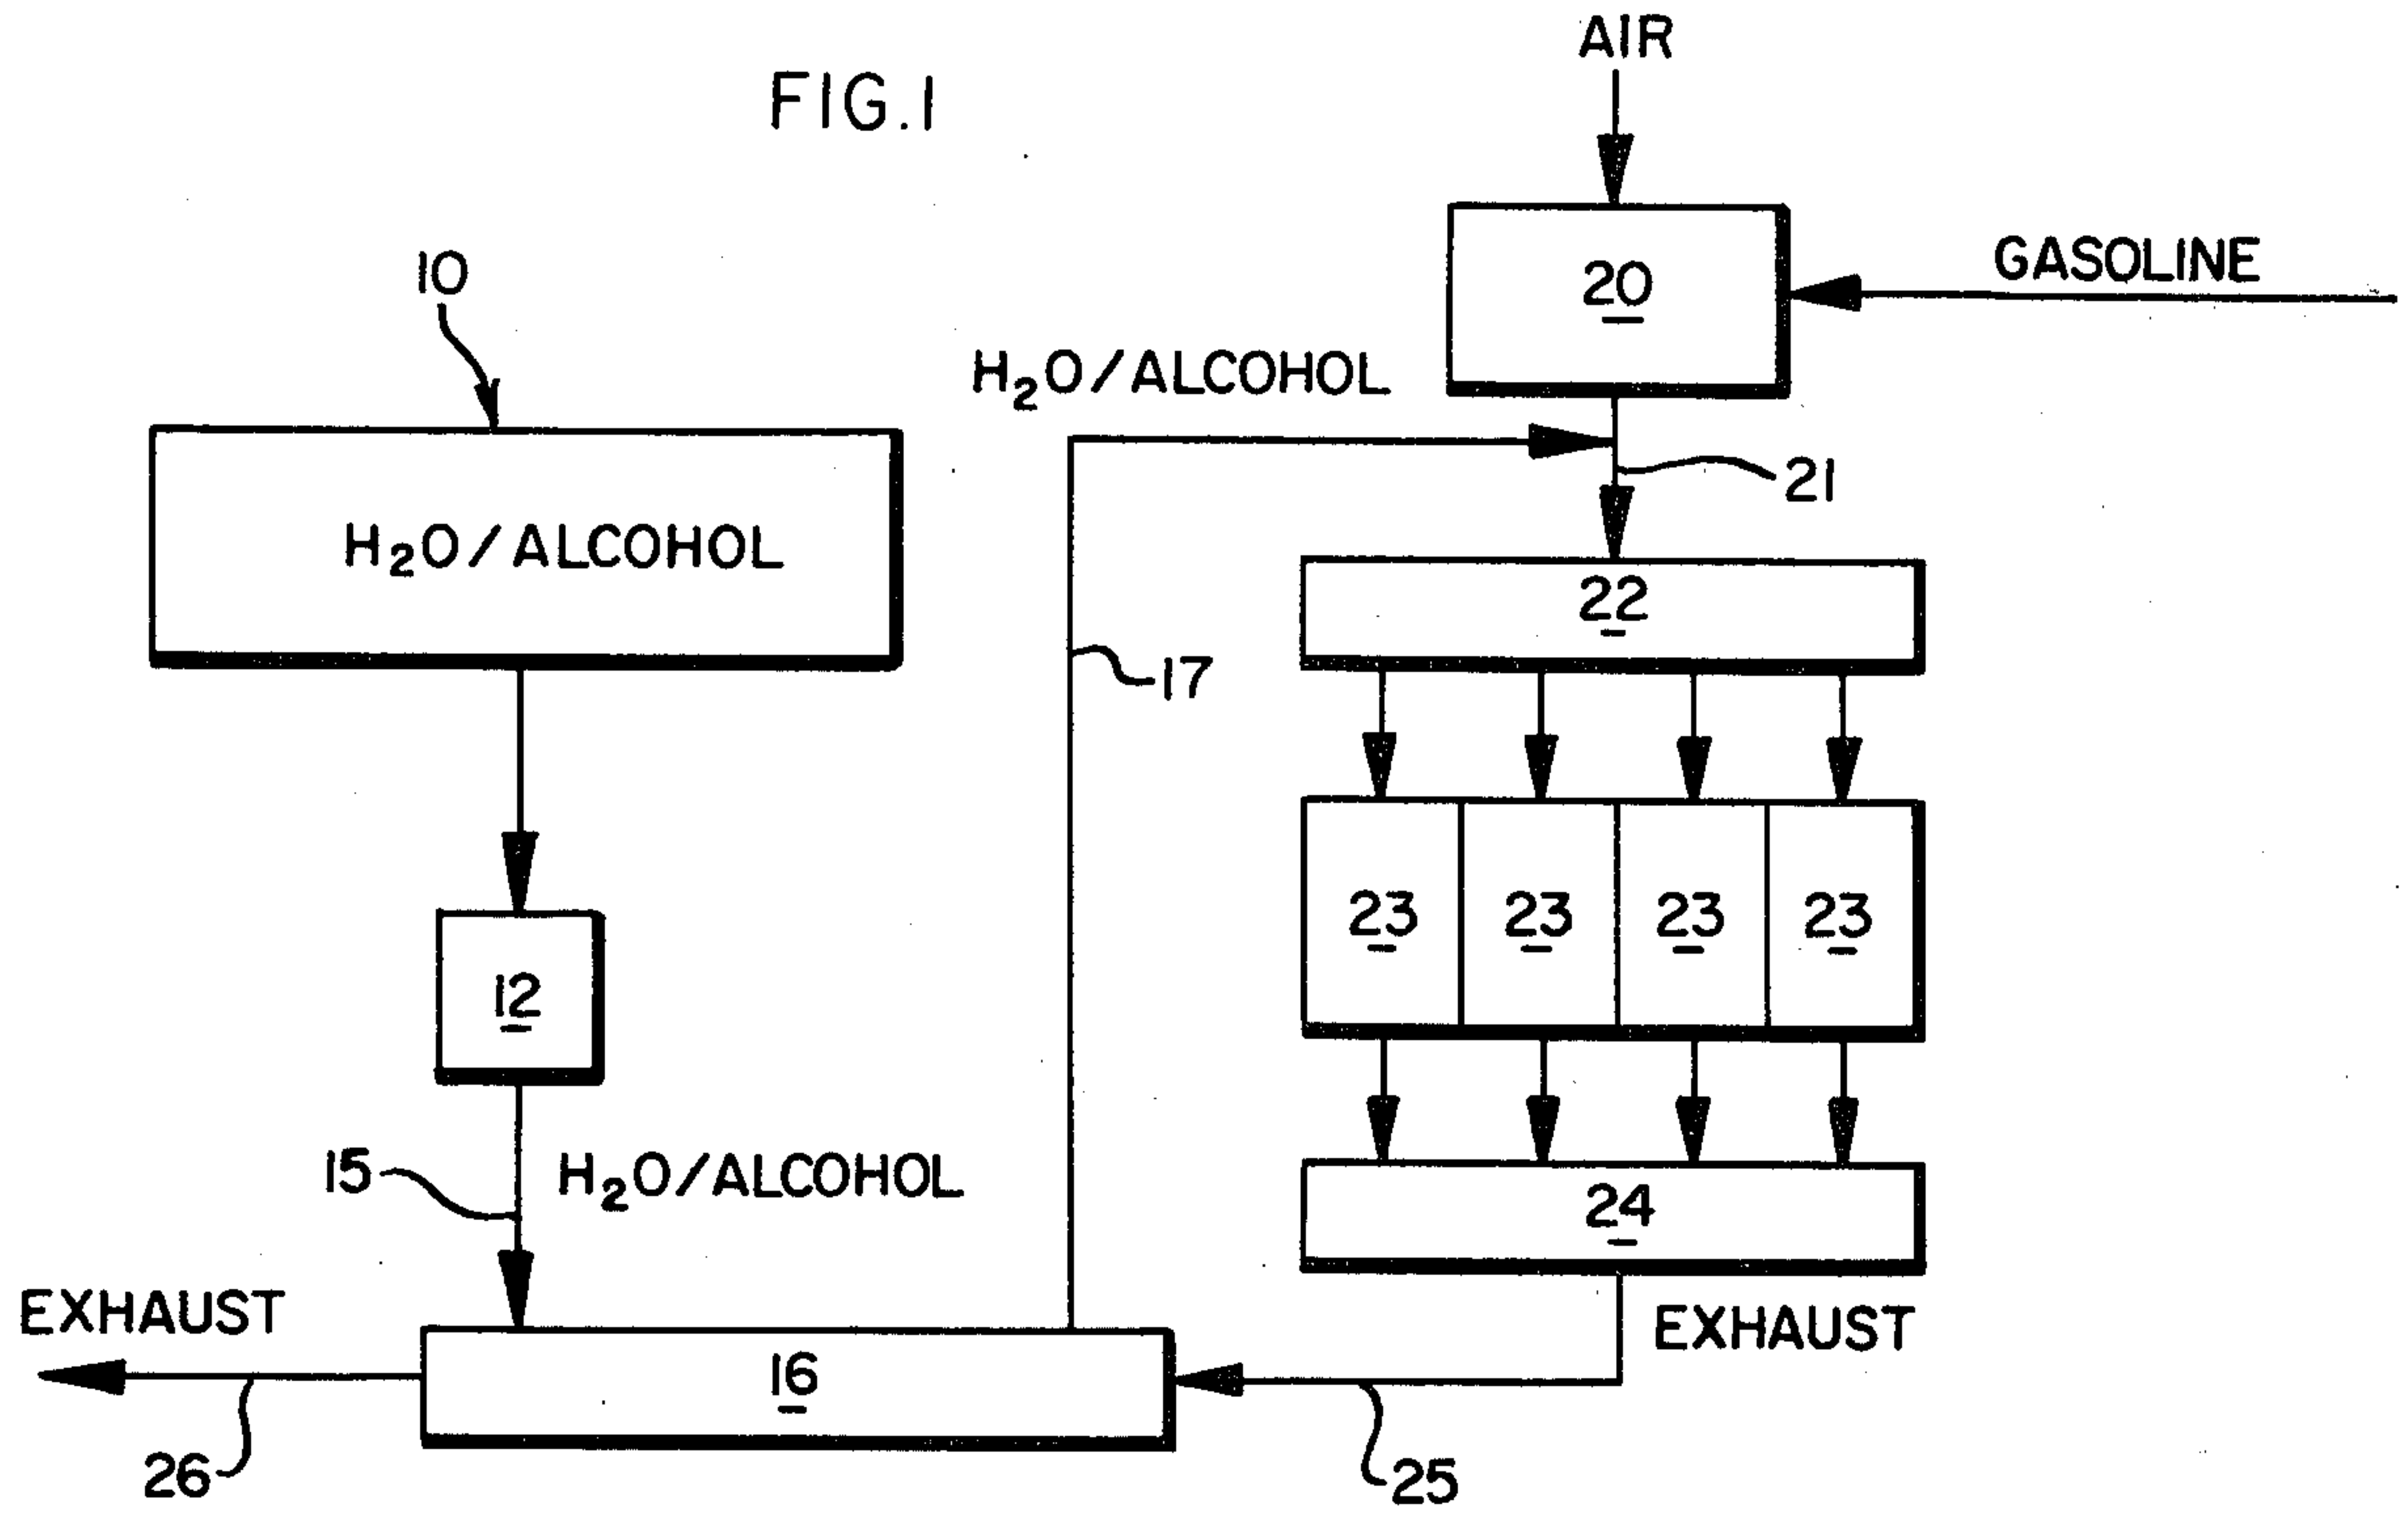 AIR
FIG.1
GASOLINE
10
20
H₂O/ALCOHOL
21
H₂O/ALCOHOL
22
17
23 23 23 23
12
15 H₂O/ALCOHOL
24
EXHAUST
EXHAUST
16
26
25